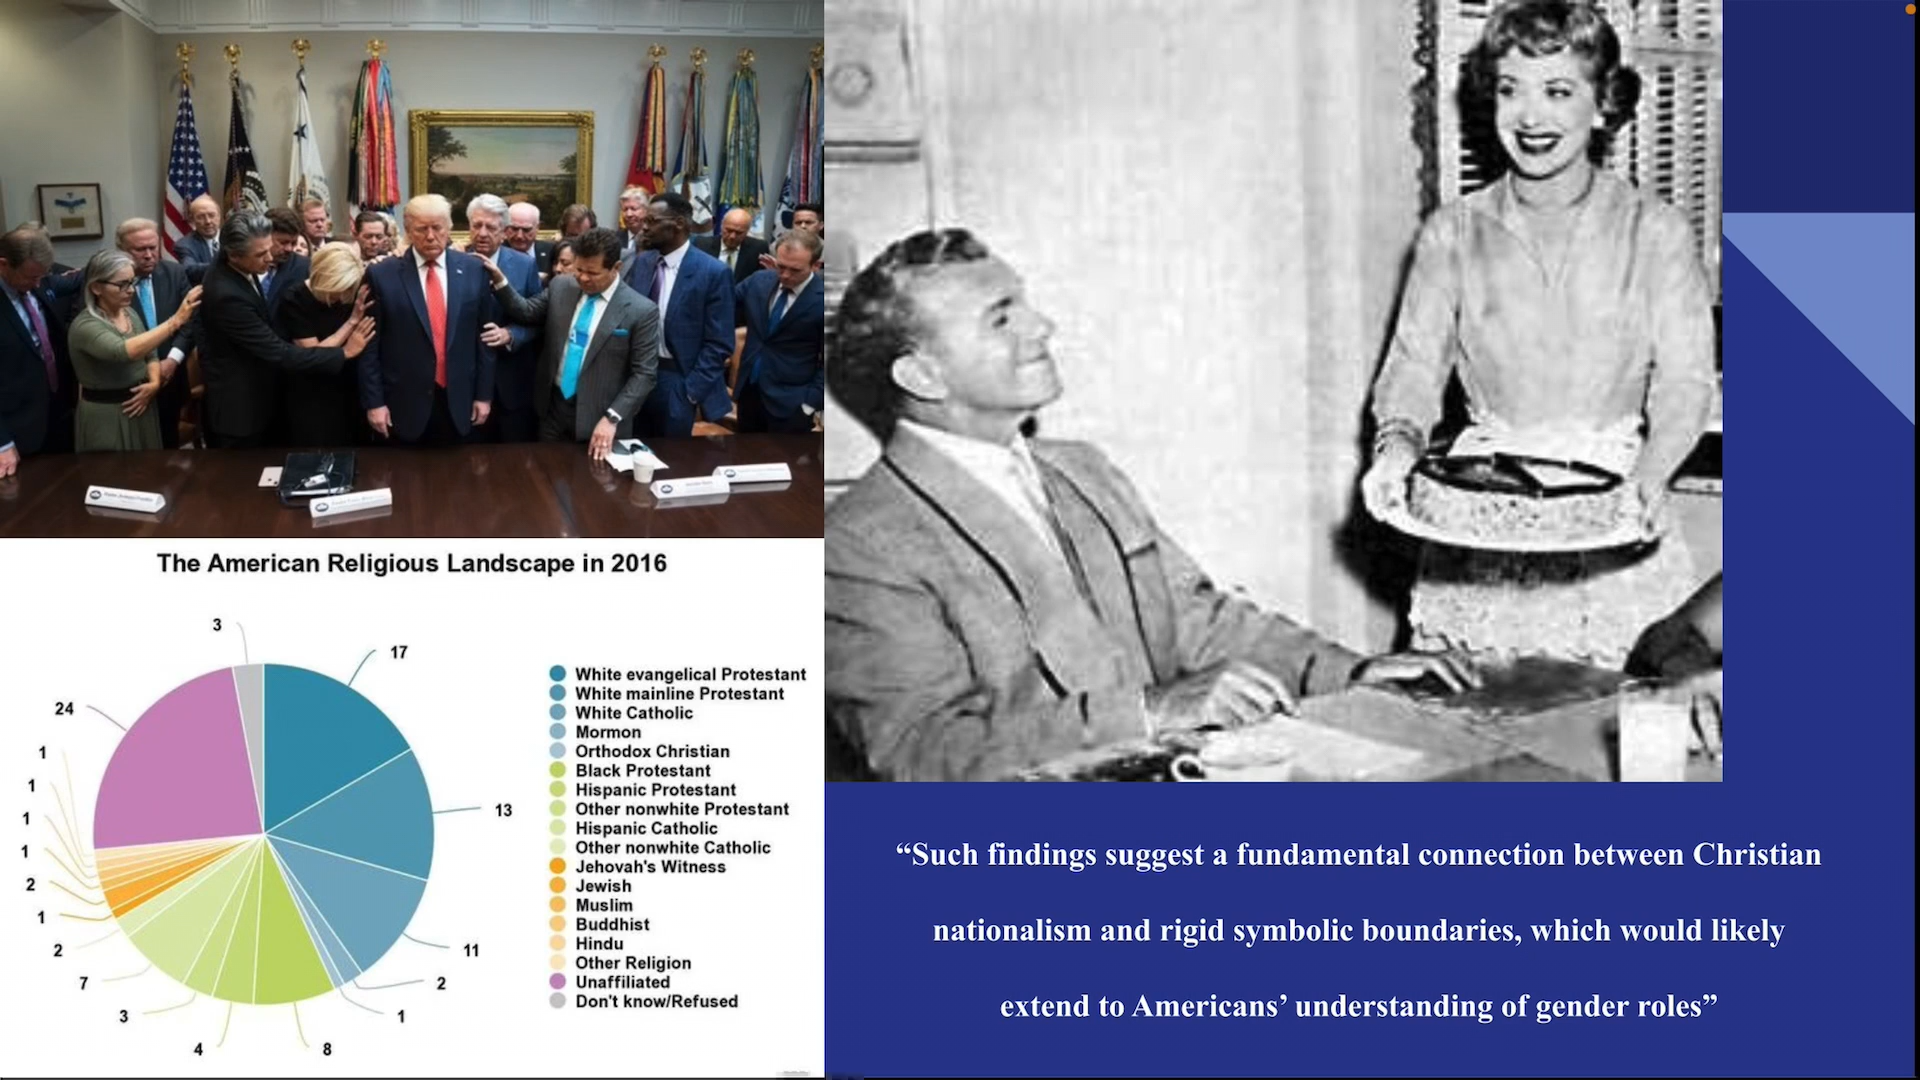 The American Religious Landscape in 2016
3
17
24
13
1
1
1
1
2
1
2
11
7
2
3
1
4
8
White evangelical Protestant
White mainline Protestant
White Catholic
Mormon
Orthodox Christian
Black Protestant
Hispanic Protestant
Other nonwhite Protestant
Hispanic Catholic
Other nonwhite Catholic
Jehovah's Witness
Jewish
Muslim
Buddhist
Hindu
Other Religion
Unaffiliated
Don't know/Refused
“Such findings suggest a fundamental connection between Christian
nationalism and rigid symbolic boundaries, which would likely
extend to Americans’ understanding of gender roles”